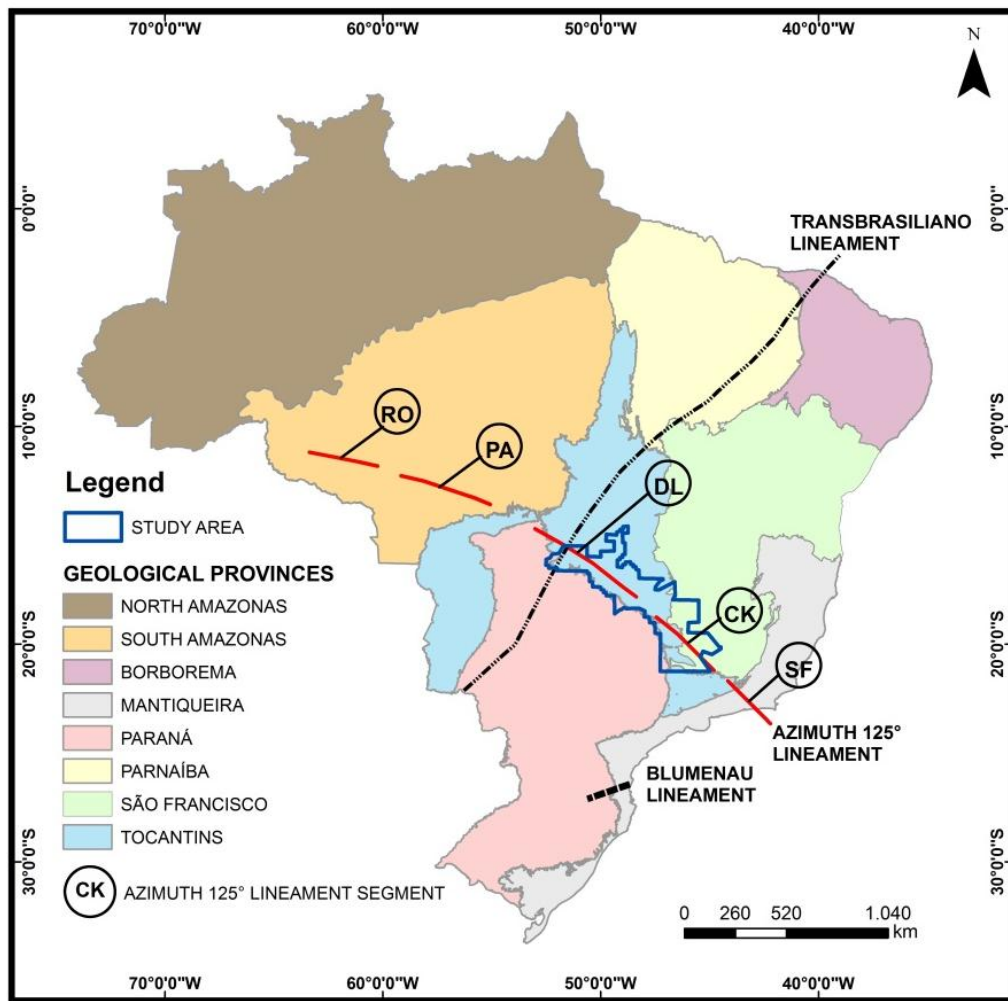 70°0'0"W 60°0'0"W 50°0'0"W 40°0'0"W
N
0°0'0"
0°0'0"
TRANSBRASILIANO
LINEAMENT
10°0'0"S
10°0'0"S
RO
PA
DL
CK
SF
Legend
STUDY AREA
GEOLOGICAL PROVINCES
NORTH AMAZONAS
SOUTH AMAZONAS
BORBOREMA
MANTIQUEIRA
PARANÁ
PARNAÍBA
SÃO FRANCISCO
TOCANTINS
CK AZIMUTH 125° LINEAMENT SEGMENT
20°0'0"S
20°0'0"S
AZIMUTH 125°
LINEAMENT
BLUMENAU
LINEAMENT
30°0'0"S
30°0'0"S
0 260 520 1.040
km
70°0'0"W 60°0'0"W 50°0'0"W 40°0'0"W